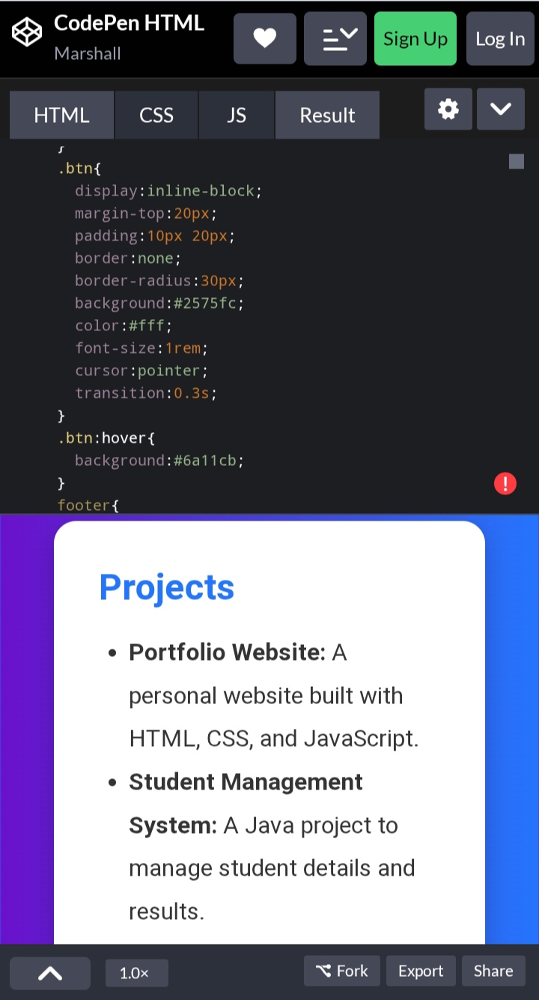 CodePen HTML
Marshall
Sign Up
Log In
HTML
CSS
JS
Result
}
.btn{
display:inline-block;
margin-top:20px;
padding:10px 20px;
border:none;
border-radius:30px;
background:#2575fc;
color:#fff;
font-size:1rem;
cursor:pointer;
transition:0.3s;
}
.btn:hover{
background:#6a11cb;
}
footer{
Projects
• Portfolio Website: A
personal website built with
HTML, CSS, and JavaScript.
• Student Management
System: A Java project to
manage student details and
results.
1.0×
Fork
Export
Share